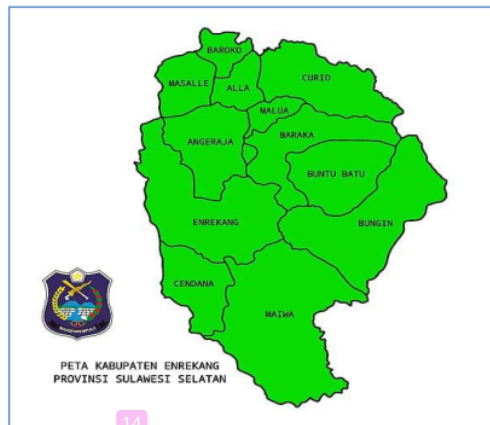 BAROKO
MASALLE
ALLA
CURIO
MALUA
ANGERAJA
BARAKA
BUNTU BATU
ENREKANG
BUNGIN
CENDANA
MAIWA
PETA KABUPATEN ENREKANG
PROVINSI SULAWESI SELATAN
14